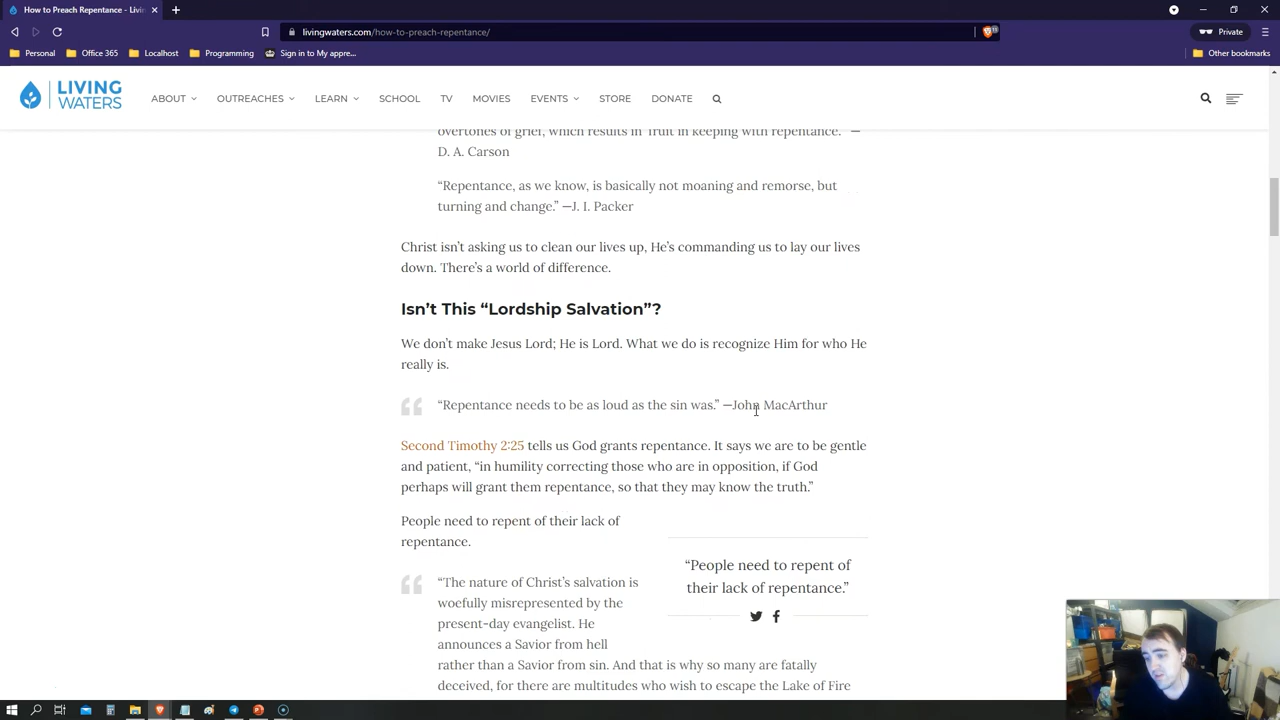 How to Preach Repentance - Livi
livingwaters.com/how-to-preach-repentance/
Private
Personal
Office 365
Localhost
Programming
Sign in to My appre...
Other bookmarks
LIVING
WATERS
ABOUT
OUTREACHES
LEARN
SCHOOL
TV
MOVIES
EVENTS
STORE
DONATE
overtones of grief, which results in ‘fruit in keeping with repentance.’” —
D. A. Carson
“Repentance, as we know, is basically not moaning and remorse, but
turning and change.” —J. I. Packer
Christ isn’t asking us to clean our lives up, He’s commanding us to lay our lives
down. There’s a world of difference.
Isn’t This “Lordship Salvation”?
We don’t make Jesus Lord; He is Lord. What we do is recognize Him for who He
really is.
“Repentance needs to be as loud as the sin was.” —John MacArthur
Second Timothy 2:25 tells us God grants repentance. It says we are to be gentle
and patient, “in humility correcting those who are in opposition, if God
perhaps will grant them repentance, so that they may know the truth.”
People need to repent of their lack of
repentance.
“People need to repent of
their lack of repentance.”
“The nature of Christ’s salvation is
woefully misrepresented by the
present-day evangelist. He
announces a Savior from hell
rather than a Savior from sin. And that is why so many are fatally
deceived, for there are multitudes who wish to escape the Lake of Fire